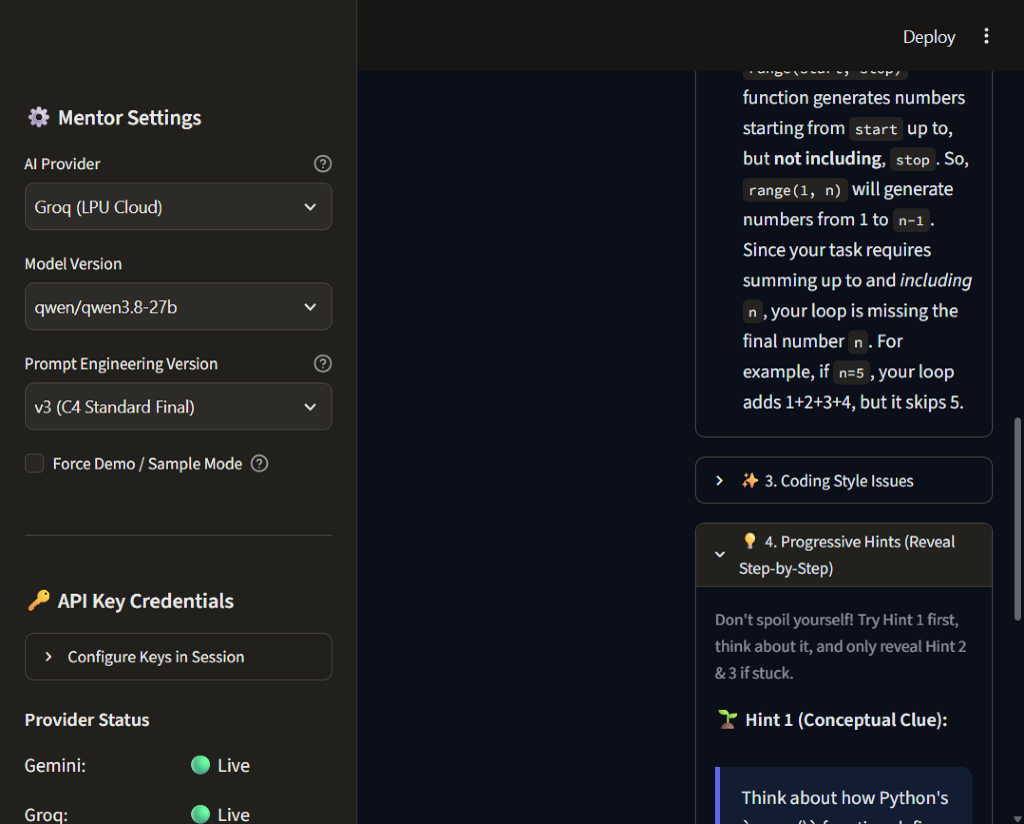 Deploy
Mentor Settings
AI Provider
Groq (LPU Cloud)
Model Version
qwen/qwen3.8-27b
Prompt Engineering Version
v3 (C4 Standard Final)
Force Demo / Sample Mode
API Key Credentials
Configure Keys in Session
Provider Status
Gemini: Live
Groq: Live
range(start, stop)
function generates numbers
starting from start up to,
but not including, stop. So,
range(1, n) will generate
numbers from 1 to n-1.
Since your task requires
summing up to and including
n, your loop is missing the
final number n. For
example, if n=5, your loop
adds 1+2+3+4, but it skips 5.
3. Coding Style Issues
4. Progressive Hints (Reveal
Step-by-Step)
Don't spoil yourself! Try Hint 1 first,
think about it, and only reveal Hint 2
& 3 if stuck.
Hint 1 (Conceptual Clue):
Think about how Python's